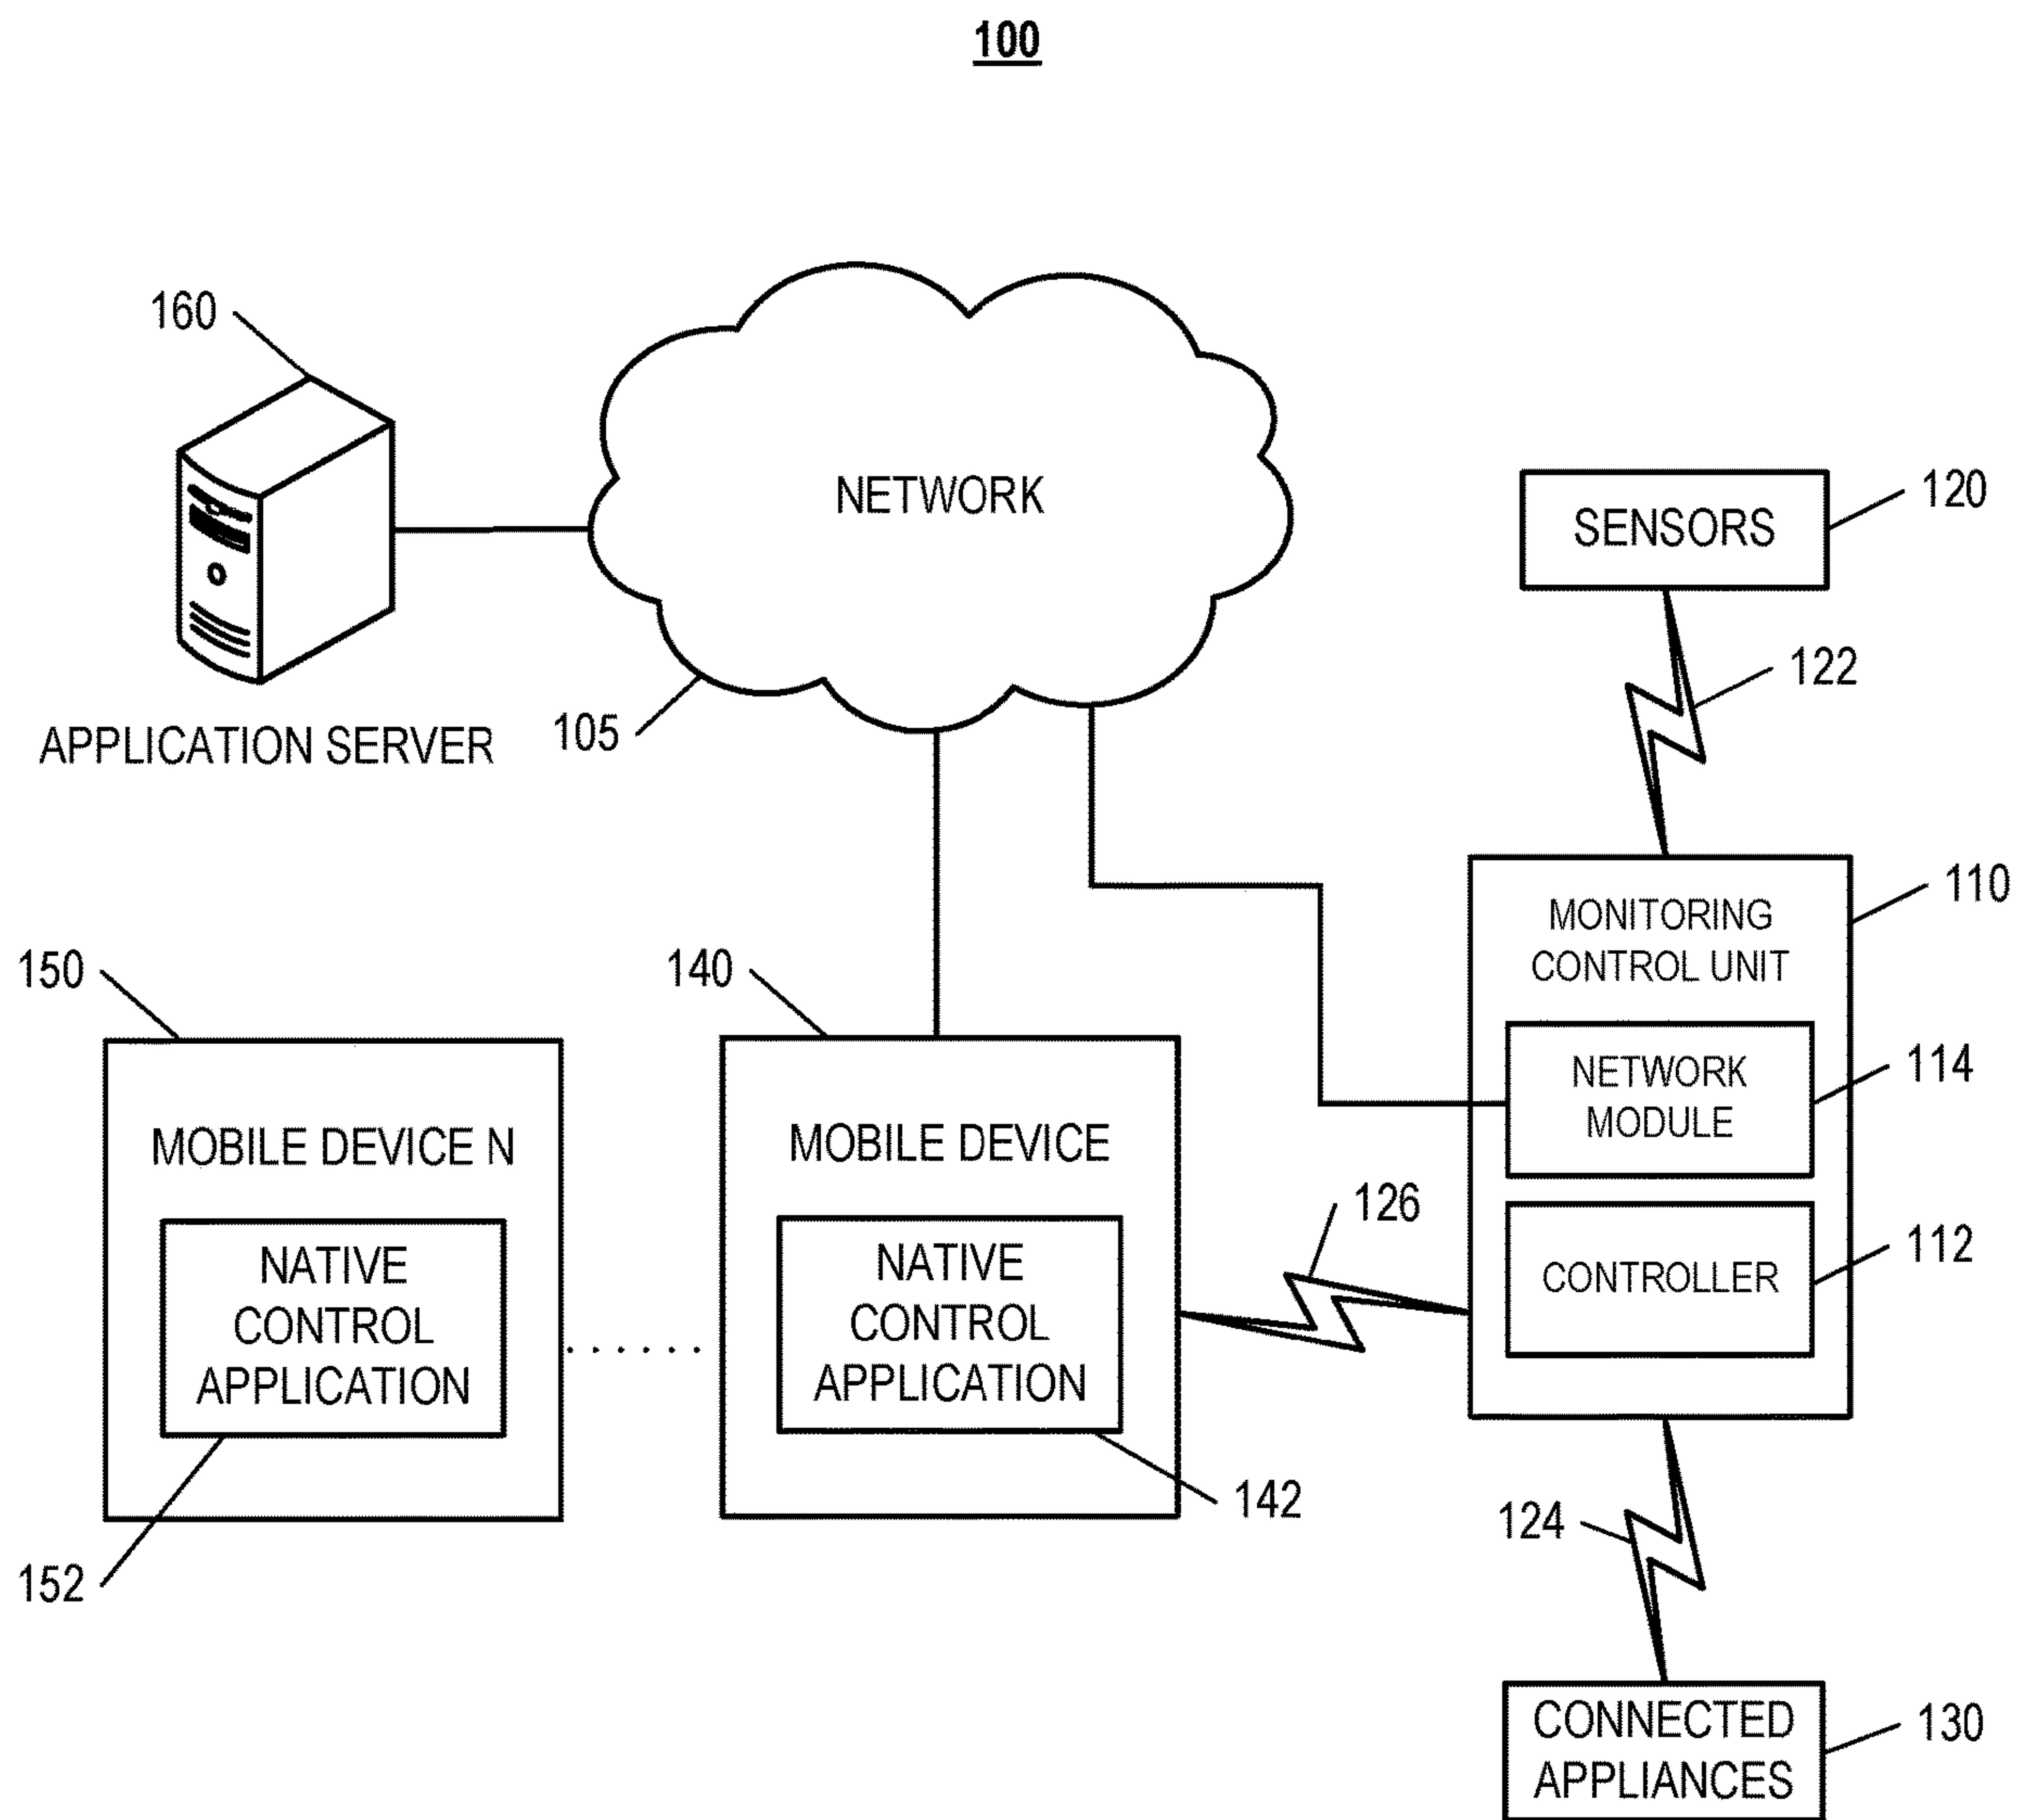 100
160
NETWORK
120
SENSORS
122
105
APPLICATION SERVER
110
MONITORING
CONTROL UNIT
150
140
114
NETWORK
MODULE
MOBILE DEVICE N
MOBILE DEVICE
126
112
CONTROLLER
NATIVE
CONTROL
APPLICATION
NATIVE
CONTROL
APPLICATION
142
124
152
CONNECTED
APPLIANCES
130